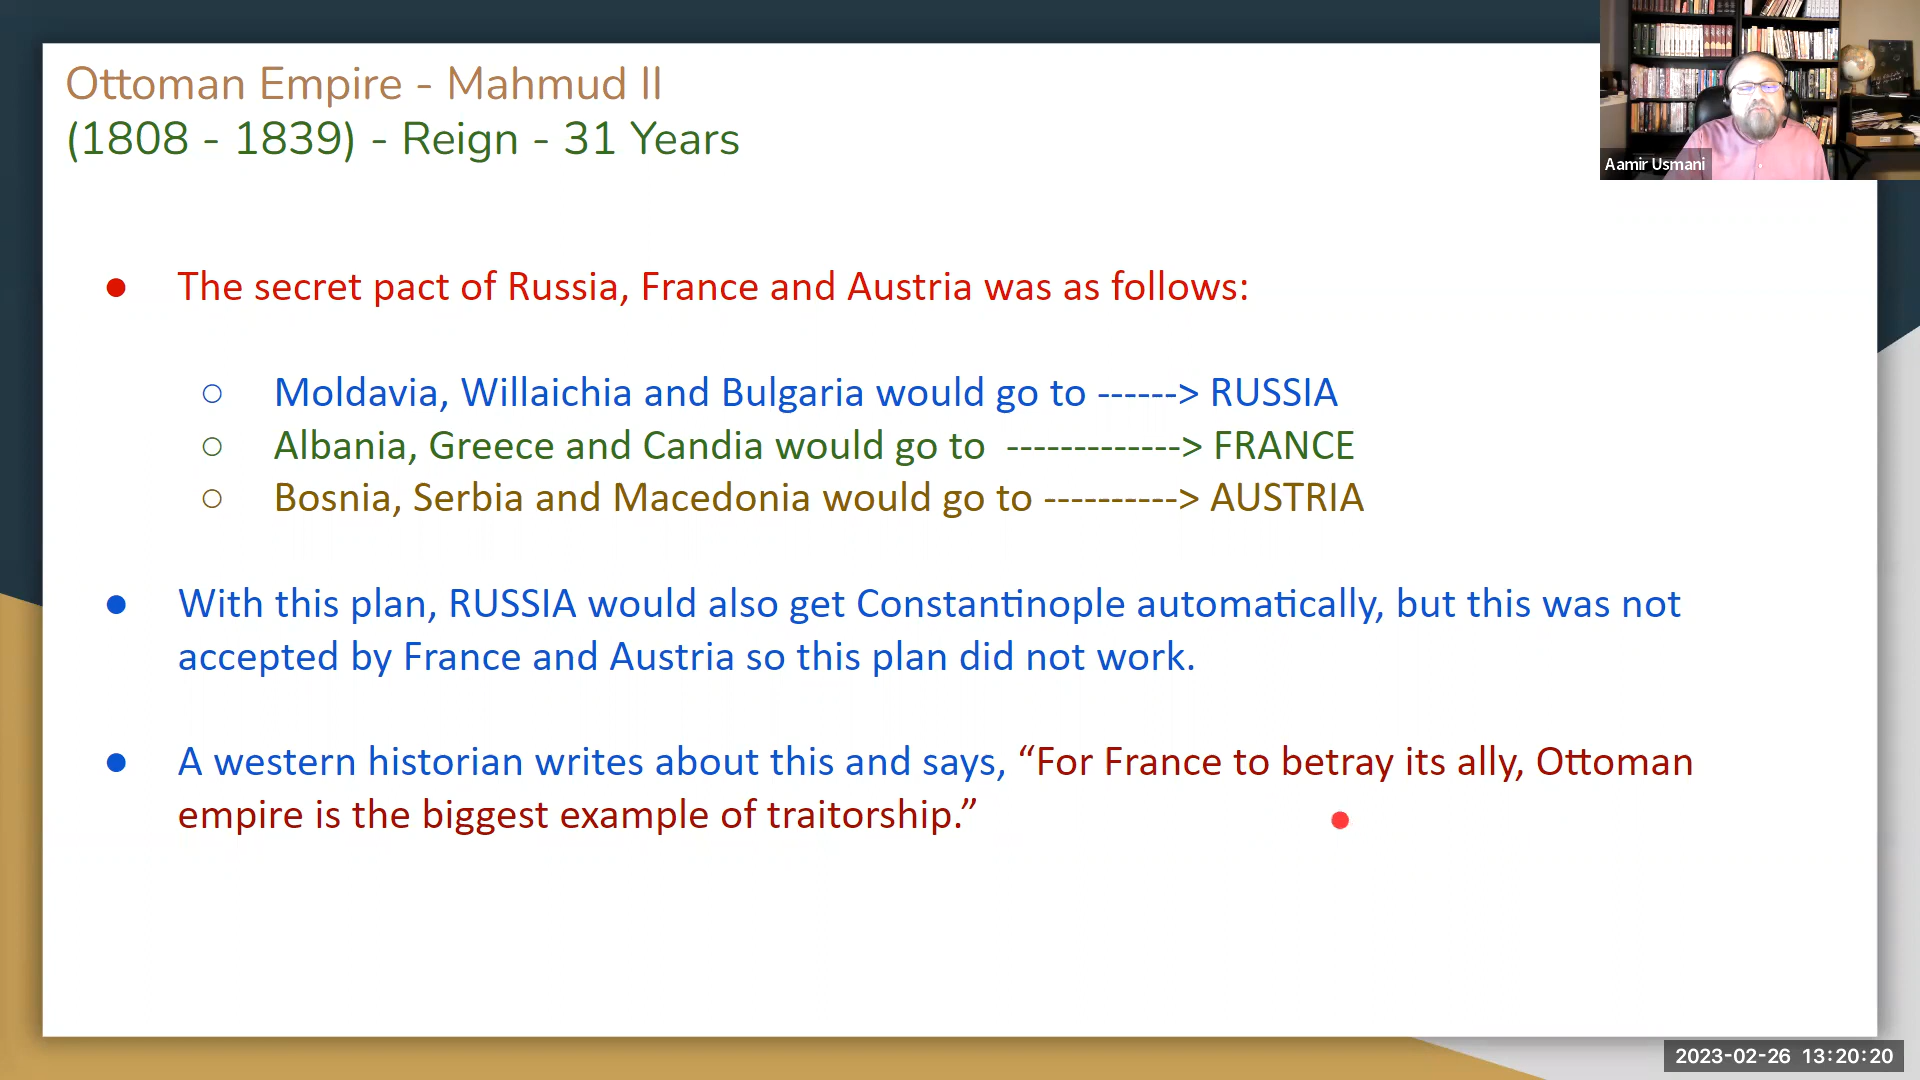 Ottoman Empire - Mahmud II
(1808 - 1839) - Reign - 31 Years
Aamir Usmani
● The secret pact of Russia, France and Austria was as follows:
○ Moldavia, Willaichia and Bulgaria would go to ------> RUSSIA
○ Albania, Greece and Candia would go to -------------> FRANCE
○ Bosnia, Serbia and Macedonia would go to ----------> AUSTRIA
● With this plan, RUSSIA would also get Constantinople automatically, but this was not
accepted by France and Austria so this plan did not work.
● A western historian writes about this and says, “For France to betray its ally, Ottoman
empire is the biggest example of traitorship.”
2023-02-26 13:20:20